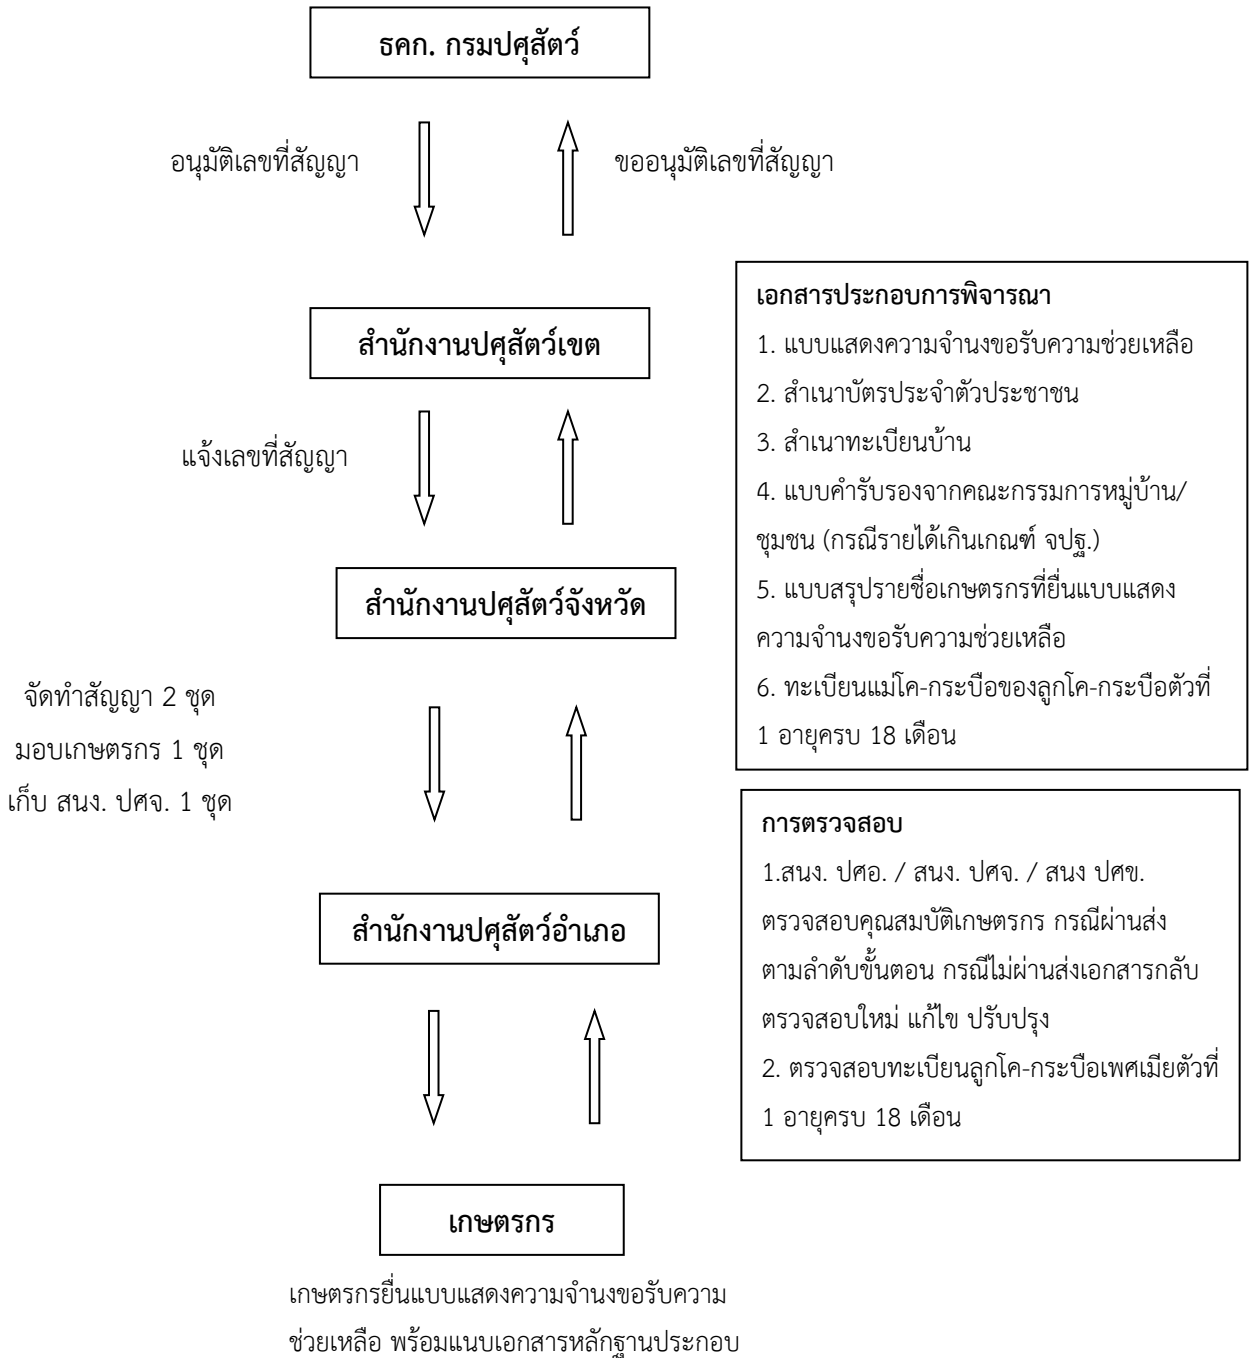 ธคก. กรมปศุสัตว์
อนุมัติเลขที่สัญญา
ขออนุมัติเลขที่สัญญา
สำนักงานปศุสัตว์เขต
แจ้งเลขที่สัญญา
สำนักงานปศุสัตว์จังหวัด
จัดทำสัญญา 2 ชุด
มอบเกษตรกร 1 ชุด
เก็บ สนง. ปศจ. 1 ชุด
สำนักงานปศุสัตว์อำเภอ
เกษตรกร
เกษตรกรยื่นแบบแสดงความจำนงขอรับความ
ช่วยเหลือ พร้อมแนบเอกสารหลักฐานประกอบ
เอกสารประกอบการพิจารณา
1. แบบแสดงความจำนงขอรับความช่วยเหลือ
2. สำเนาบัตรประจำตัวประชาชน
3. สำเนาทะเบียนบ้าน
4. แบบคำรับรองจากคณะกรรมการหมู่บ้าน/
ชุมชน (กรณีรายได้เกินเกณฑ์ จปฐ.)
5. แบบสรุปรายชื่อเกษตรกรที่ยื่นแบบแสดง
ความจำนงขอรับความช่วยเหลือ
6. ทะเบียนแม่โค-กระบือของลูกโค-กระบือตัวที่
1 อายุครบ 18 เดือน
การตรวจสอบ
1.สนง. ปศอ. / สนง. ปศจ. / สนง ปศข.
ตรวจสอบคุณสมบัติเกษตรกร กรณีผ่านส่ง
ตามลำดับขั้นตอน กรณีไม่ผ่านส่งเอกสารกลับ
ตรวจสอบใหม่ แก้ไข ปรับปรุง
2. ตรวจสอบทะเบียนลูกโค-กระบือเพศเมียตัวที่
1 อายุครบ 18 เดือน